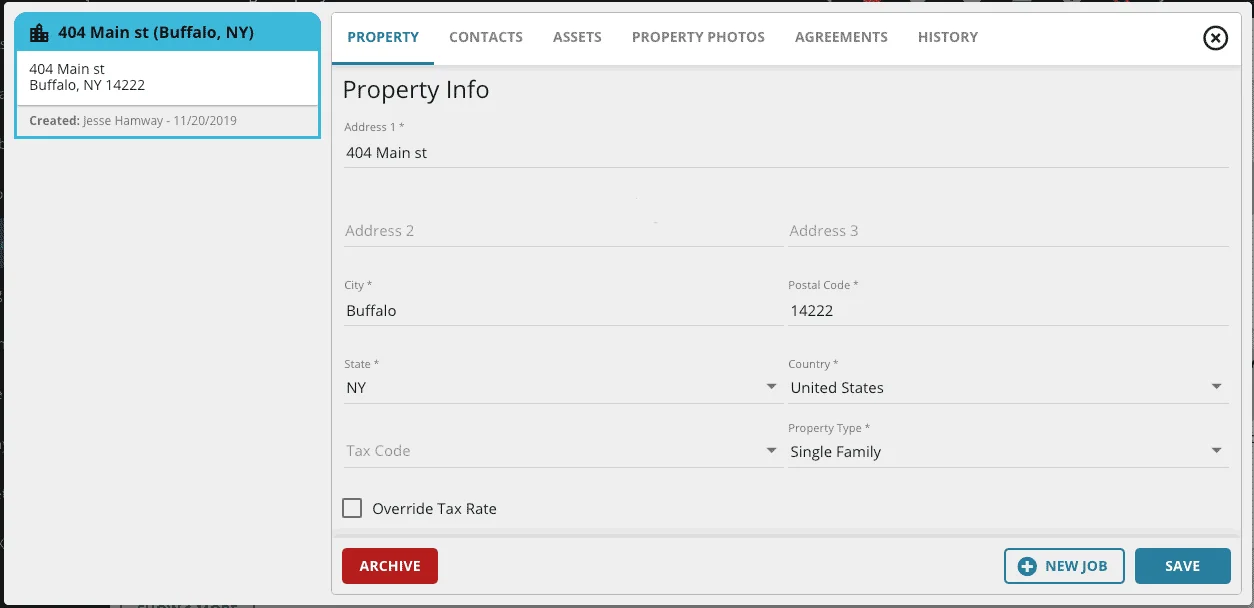 404 Main st (Buffalo, NY)
404 Main st
Buffalo, NY 14222
Created: Jesse Hamway - 11/20/2019
PROPERTY CONTACTS ASSETS PROPERTY PHOTOS AGREEMENTS HISTORY
Property Info
Address 1 *
404 Main st
Address 2 Address 3
City * Postal Code *
Buffalo 14222
State * Country *
NY United States
Property Type *
Tax Code Single Family
Override Tax Rate
ARCHIVE NEW JOB SAVE